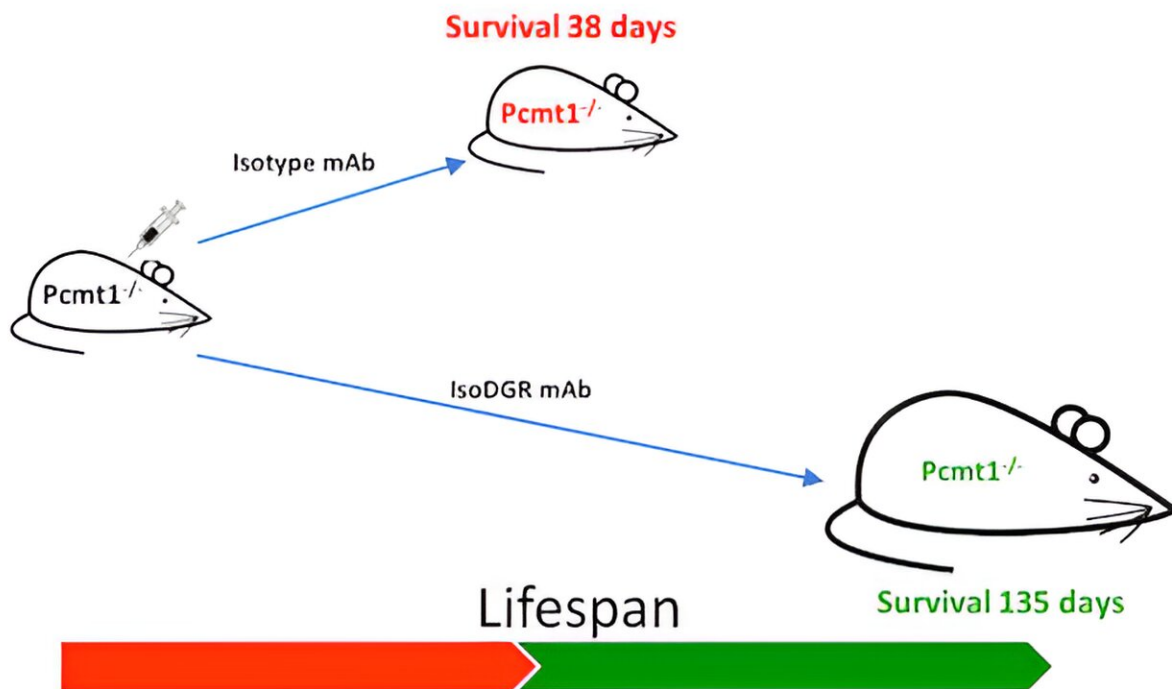 Survival 38 days
Pcmt1-/-
Isotype mAb
Pcmt1-/-
IsoDGR mAb
Pcmt1-/-
Survival 135 days
Lifespan